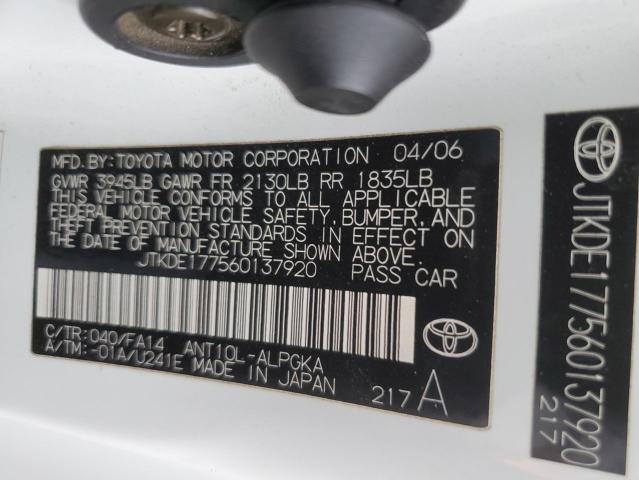 MFD.BY:TOYOTA MOTOR CORPORATION 04/06
GVWR 3945LB GAWR FR 2130LB RR 1835LB
THIS VEHICLE CONFORMS TO ALL APPLICABLE
FEDERAL MOTOR VEHICLE SAFETY, BUMPER, AND
THEFT PREVENTION STANDARDS IN EFFECT ON
THE DATE OF MANUFACTURE SHOWN ABOVE.
JTKDE177560137920 PASS CAR
C/TR: 040/FA14 ANT10L-ALPGKA
A/TM: -01A/U241E MADE IN JAPAN
217 A
JTKDE177560137920
217